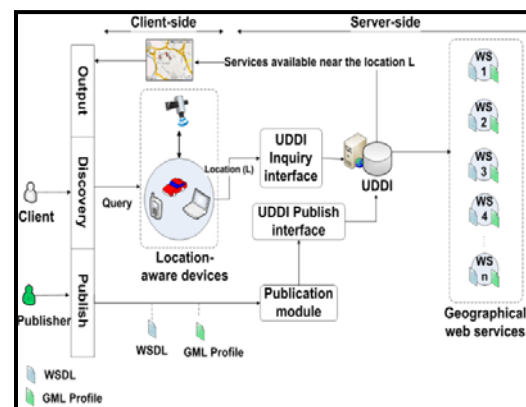 Client-side
Server-side
Output
Discovery
Publish
Services available near the location L
Client
Publisher
Query
Location (L)
Location-
aware devices
UDDI
Inquiry
interface
UDDI
UDDI Publish
interface
Publication
module
WSDL
GML Profile
WS
1
WS
2
WS
3
WS
4
WS
n
Geographical
web services
WSDL
GML Profile